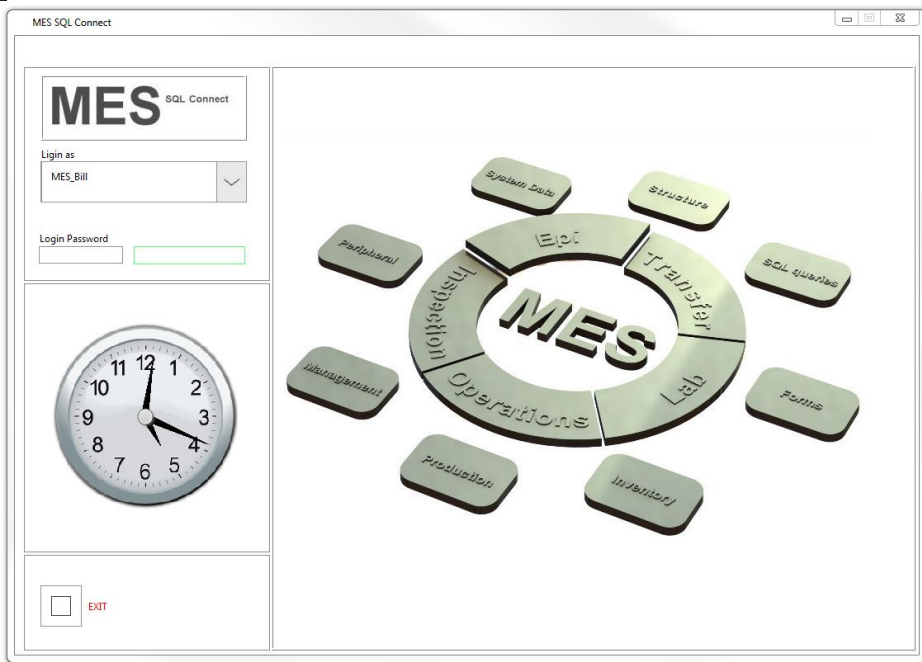 MES SQL Connect
MES SQL Connect
Ligin as
MES_Bill
Login Password
11 12 1
10 2
9 3
8 4
7 6 5
EXIT
System Data
Structure
Peripheral
Epi
SQL queries
Inspection
Transfer
MES
Management
Operations
Lab
Forms
Production
Inventory